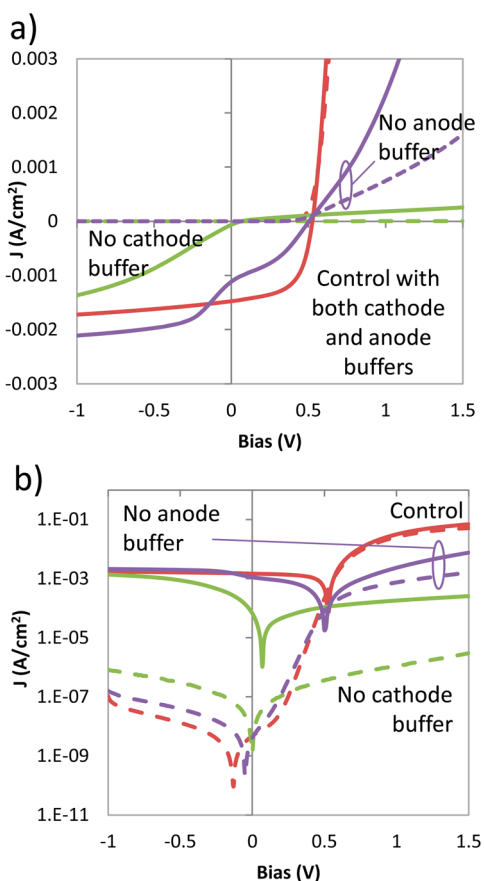 a)
0.003
0.002
0.001
0
-0.001
-0.002
-0.003
J (A/cm²)
No anode
buffer
No cathode
buffer
Control with
both cathode
and anode
buffers
-1
-0.5
0
0.5
1
1.5
Bias (V)
b)
1.E-01
1.E-03
1.E-05
1.E-07
1.E-09
1.E-11
J (A/cm²)
No anode
buffer
Control
No cathode
buffer
-1
-0.5
0
0.5
1
1.5
Bias (V)